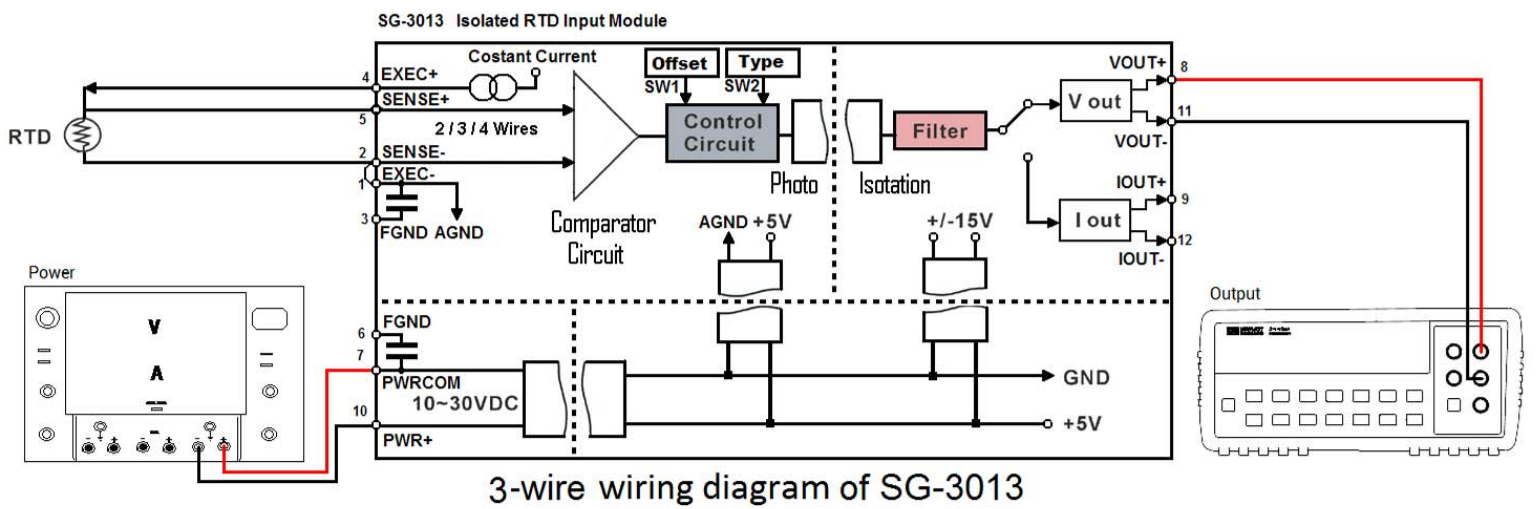 SG-3013 Isolated RTD Input Module
4 EXEC+
Costant Current
SENSE+
5
RTD
2 / 3 / 4 Wires
2 SENSE-
EXEC-
1
3
FGND AGND
Comparator
Circuit
Offset
Type
SW1
SW2
Control
Circuit
Photo
Isotation
Filter
V out
I out
VOUT+ 8
11
VOUT-
IOUT+
9
12
IOUT-
AGND +5V
+/-15V
Power
V
A
- + - + - +
FGND
6
7
PWRCOM
10~30VDC
10
PWR+
GND
+5V
Output
3-wire wiring diagram of SG-3013